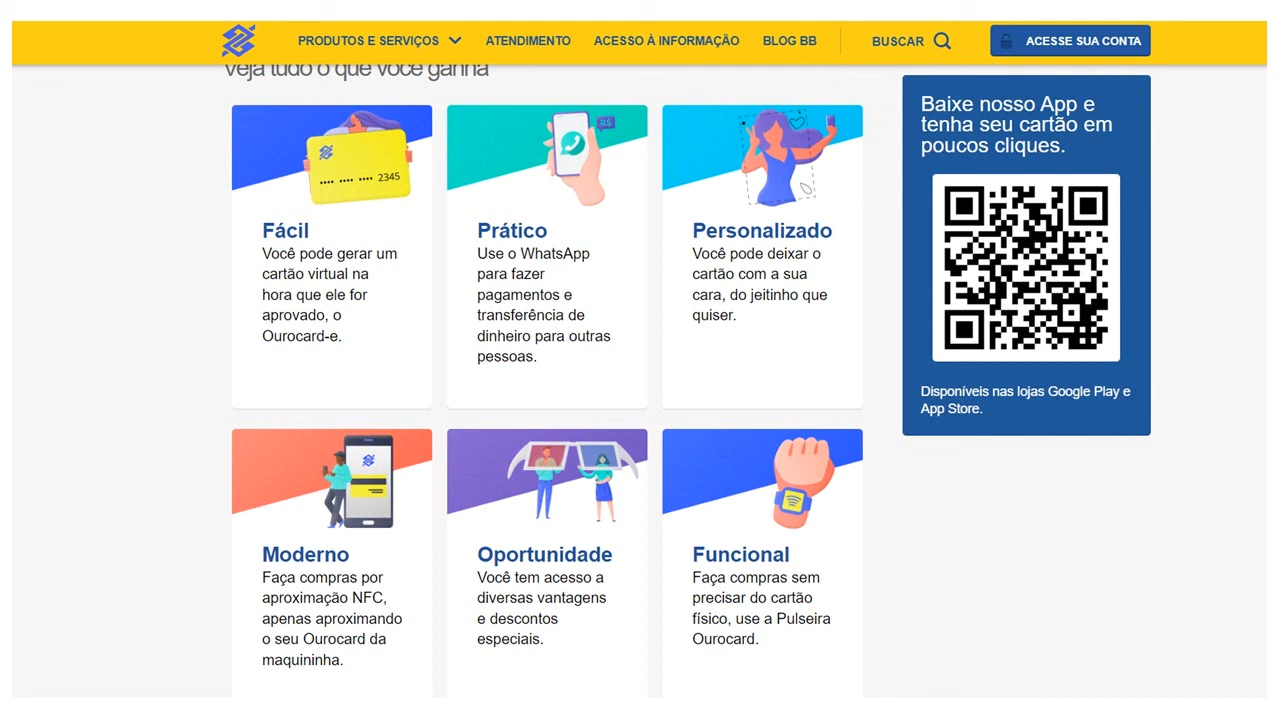 PRODUTOS E SERVIÇOS
ATENDIMENTO
ACESSO À INFORMAÇÃO
BLOG BB
BUSCAR
ACESSE SUA CONTA
Veja tudo o que você ganha
2345
R$
Fácil
Você pode gerar um
cartão virtual na
hora que ele for
aprovado, o
Ourocard-e.
Prático
Use o WhatsApp
para fazer
pagamentos e
transferência de
dinheiro para outras
pessoas.
Personalizado
Você pode deixar o
cartão com a sua
cara, do jeitinho que
quiser.
Baixe nosso App e
tenha seu cartão em
poucos cliques.
Disponíveis nas lojas Google Play e
App Store.
Moderno
Faça compras por
aproximação NFC,
apenas aproximando
o seu Ourocard da
maquininha.
Oportunidade
Você tem acesso a
diversas vantagens
e descontos
especiais.
Funcional
Faça compras sem
precisar do cartão
físico, use a Pulseira
Ourocard.